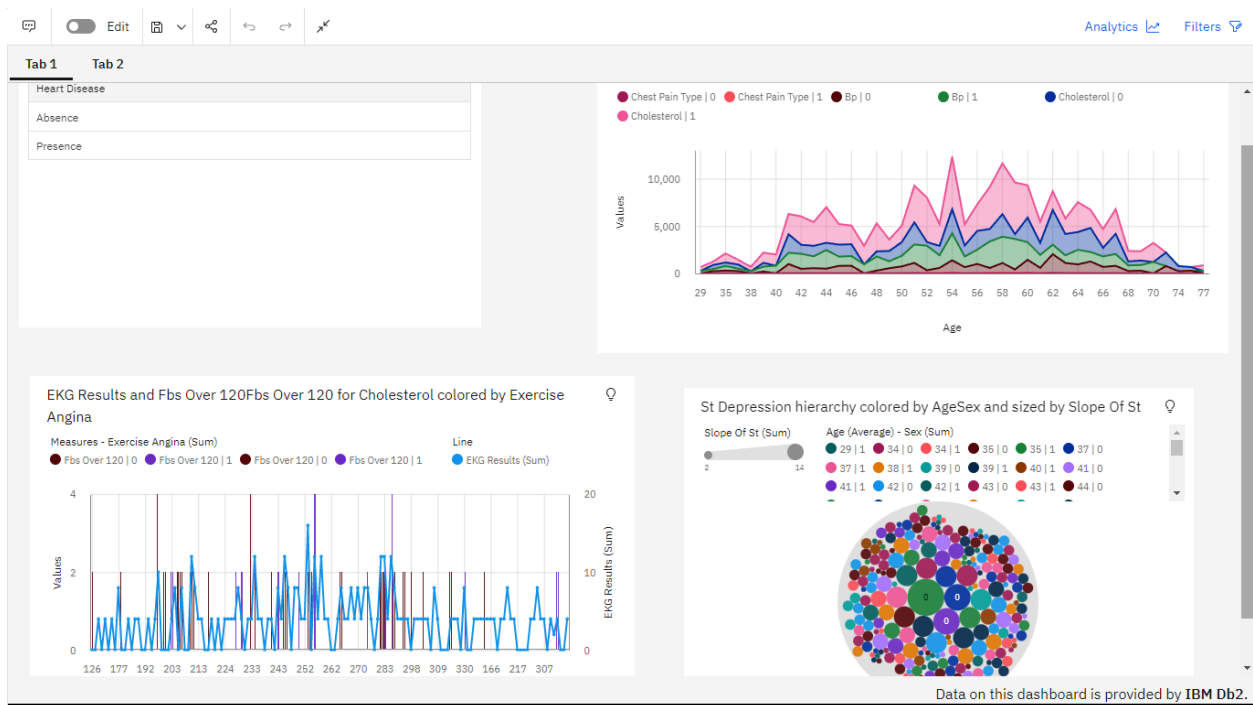 Edit
Analytics
Filters
Tab 1 Tab 2
Heart Disease
Absence
Presence
Chest Pain Type | 0 Chest Pain Type | 1 Bp | 0 Bp | 1 Cholesterol | 0
Cholesterol | 1
Values
10,000
5,000
0
29 35 38 40 42 44 46 48 50 52 54 56 58 60 62 64 66 68 70 74 77
Age
EKG Results and Fbs Over 120Fbs Over 120 for Cholesterol colored by Exercise
Angina
Measures - Exercise Angina (Sum) Line
Fbs Over 120 | 0 Fbs Over 120 | 1 Fbs Over 120 | 0 Fbs Over 120 | 1 EKG Results (Sum)
Values
4
2
0
20
10
0
EKG Results (Sum)
126 177 192 203 213 224 233 243 252 262 270 283 298 309 330 166 217 307
St Depression hierarchy colored by AgeSex and sized by Slope Of St
Slope Of St (Sum)
2 14
Age (Average) - Sex (Sum)
29 | 1 34 | 0 34 | 1 35 | 0 35 | 1 37 | 0
37 | 1 38 | 1 39 | 0 39 | 1 40 | 1 41 | 0
41 | 1 42 | 0 42 | 1 43 | 0 43 | 1 44 | 0
0 0
0
Data on this dashboard is provided by IBM Db2.